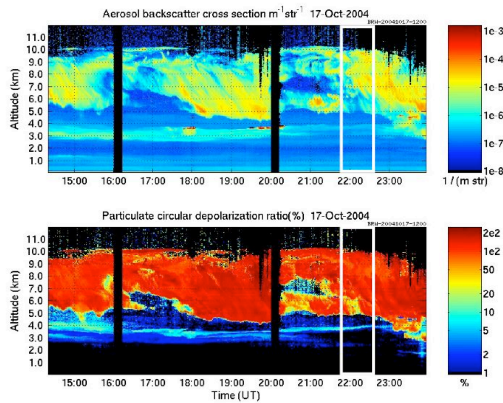 Aerosol backscatter cross section m⁻¹str⁻¹ 17-Oct-2004
BRW-20041017-1200
11.0
10.0
9.0
8.0
7.0
6.0
5.0
4.0
3.0
2.0
1.0
Altitude (km)
15:00 16:00 17:00 18:00 19:00 20:00 21:00 22:00 23:00
1e-3
1e-4
1e-5
1e-6
1e-7
1e-8
1 / (m str)
Particulate circular depolarization ratio(%) 17-Oct-2004
BRW-20041017-1200
11.0
10.0
9.0
8.0
7.0
6.0
5.0
4.0
3.0
2.0
1.0
Altitude (km)
15:00 16:00 17:00 18:00 19:00 20:00 21:00 22:00 23:00
Time (UT)
2e2
1e2
50
20
10
5
2
1
%